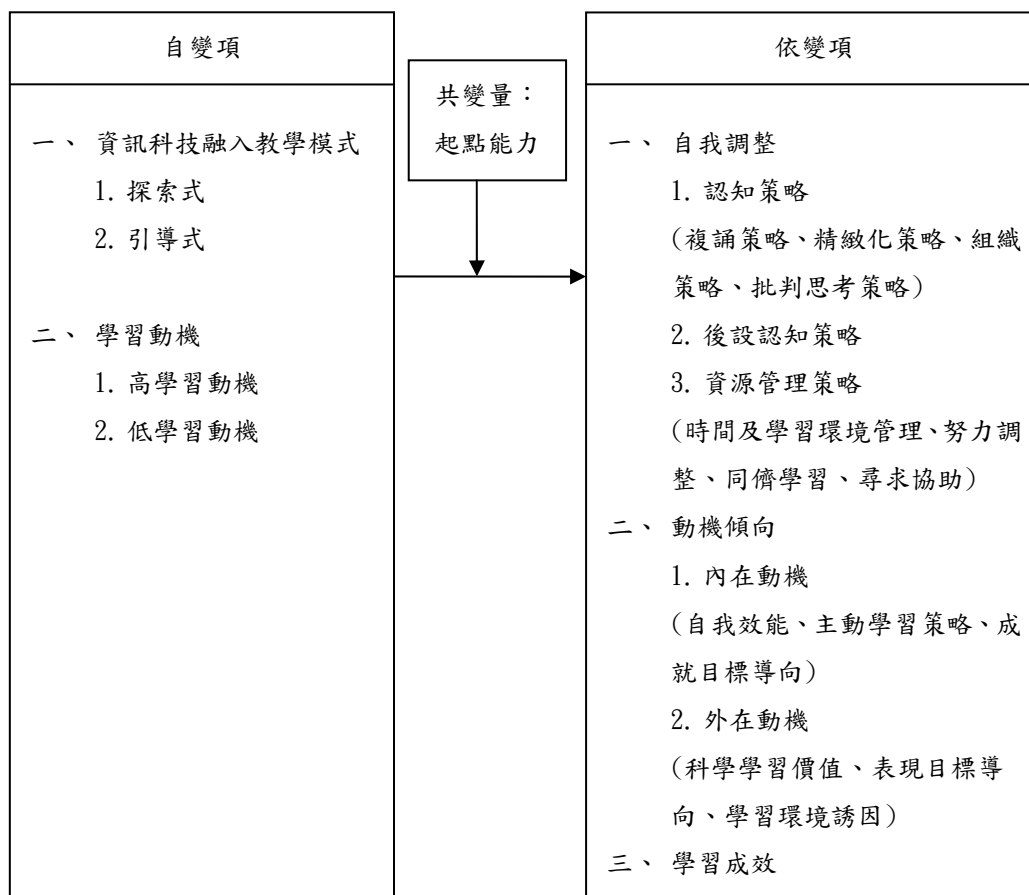 自變項
一、 資訊科技融入教學模式
1. 探索式
2. 引導式
二、 學習動機
1. 高學習動機
2. 低學習動機
共變量：
起點能力
依變項
一、 自我調整
1. 認知策略
(複誦策略、精緻化策略、組織
策略、批判思考策略)
2. 後設認知策略
3. 資源管理策略
(時間及學習環境管理、努力調
整、同儕學習、尋求協助)
二、 動機傾向
1. 內在動機
(自我效能、主動學習策略、成
就目標導向)
2. 外在動機
(科學學習價值、表現目標導
向、學習環境誘因)
三、 學習成效